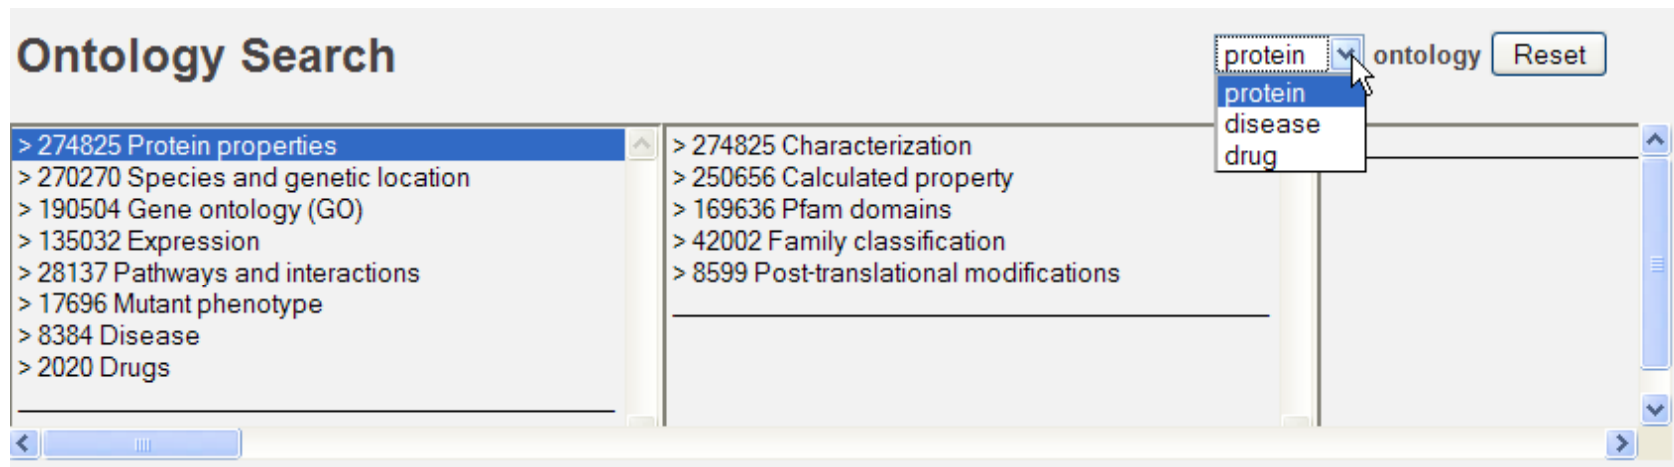 Ontology Search
protein ontology Reset
protein
disease
drug
> 274825 Protein properties
> 270270 Species and genetic location
> 190504 Gene ontology (GO)
> 135032 Expression
> 28137 Pathways and interactions
> 17696 Mutant phenotype
> 8384 Disease
> 2020 Drugs
> 274825 Characterization
> 250656 Calculated property
> 169636 Pfam domains
> 42002 Family classification
> 8599 Post-translational modifications